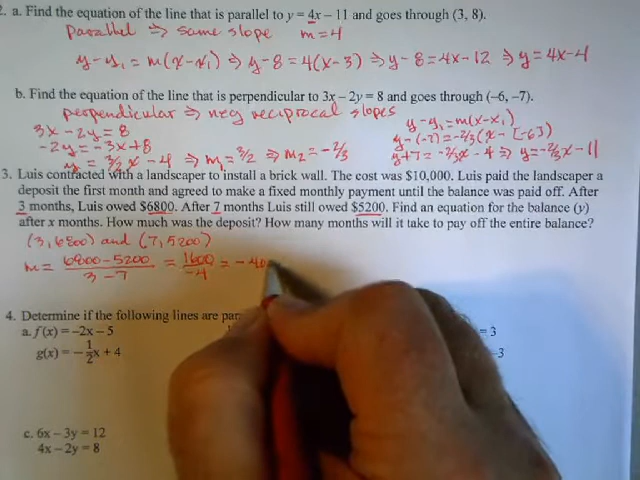 2. a. Find the equation of the line that is parallel to y = 4x – 11 and goes through (3, 8).
parallel ⇒ same slope m = 4
y - y₁ = m(x - x₁) ⇒ y - 8 = 4(x - 3) ⇒ y - 8 = 4x - 12 ⇒ y = 4x - 4
b. Find the equation of the line that is perpendicular to 3x – 2y = 8 and goes through (–6, –7).
perpendicular ⇒ neg reciprocal slopes
3x - 2y = 8
-2y = -3x + 8
y = 3/2 x - 4 ⇒ m₁ = 3/2 ⇒ m₂ = -2/3
y - y₁ = m(x - x₁)
y - (-7) = -2/3(x - [-6])
y + 7 = -2/3x - 4 ⇒ y = -2/3x - 11
3. Luis contracted with a landscaper to install a brick wall. The cost was $10,000. Luis paid the landscaper a
deposit the first month and agreed to make a fixed monthly payment until the balance was paid off. After
3 months, Luis owed $6800. After 7 months Luis still owed $5200. Find an equation for the balance (y)
after x months. How much was the deposit? How many months will it take to pay off the entire balance?
(3, 6800) and (7, 5200)
m = 6800 - 5200 / 3 - 7 = 1600 / -4 = -40
4. Determine if the following lines are par
a. f(x) = –2x – 5
g(x) = –1/2x + 4
= 3
–3
c. 6x – 3y = 12
4x – 2y = 8